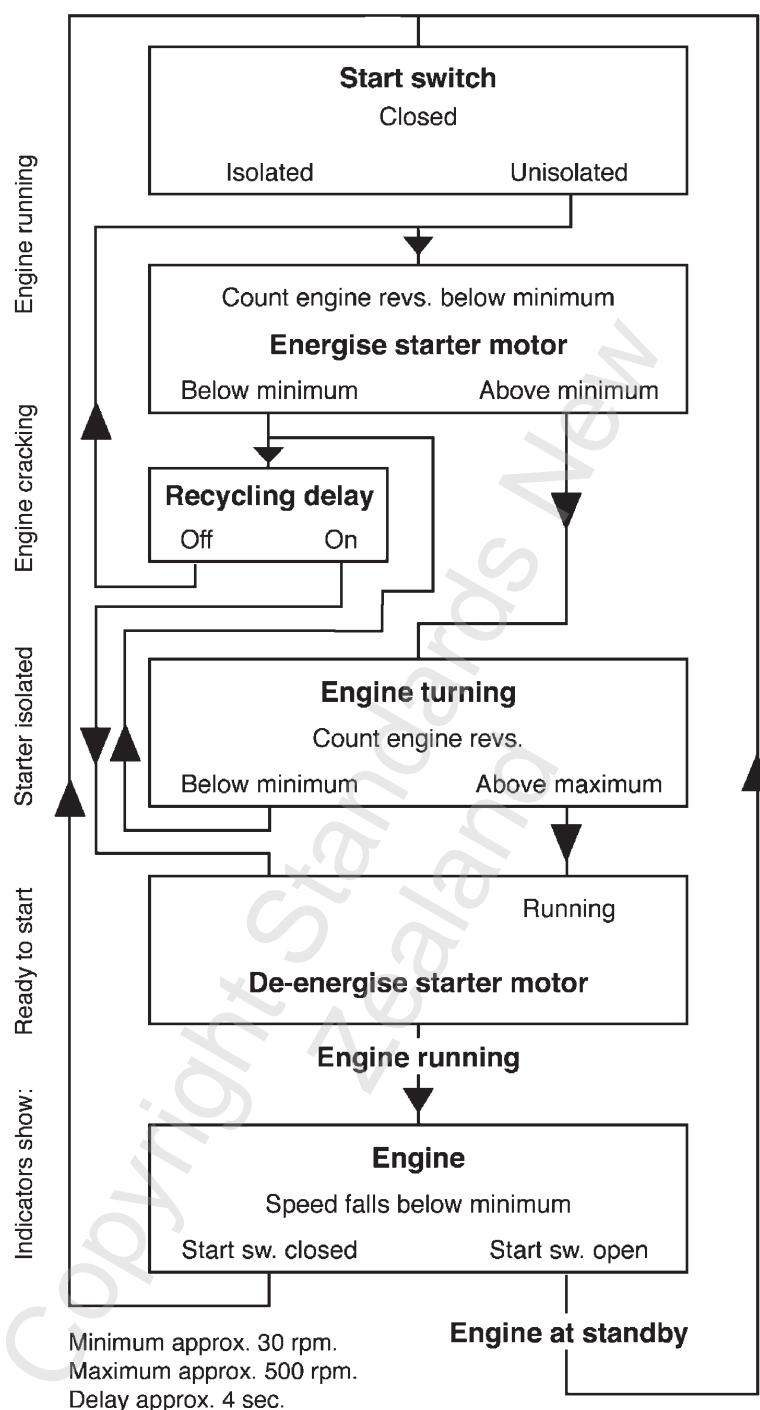 Start switch
Closed
Isolated Unisolated
Count engine revs. below minimum
Energise starter motor
Below minimum Above minimum
Recycling delay
Off On
Engine turning
Count engine revs.
Below minimum Above maximum
Running
De-energise starter motor
Engine running
Engine
Speed falls below minimum
Start sw. closed Start sw. open
Engine at standby
Minimum approx. 30 rpm.
Maximum approx. 500 rpm.
Delay approx. 4 sec.
Indicators show:
Ready to start
Starter isolated
Engine cracking
Engine running
Copyright Standards New
Zealand